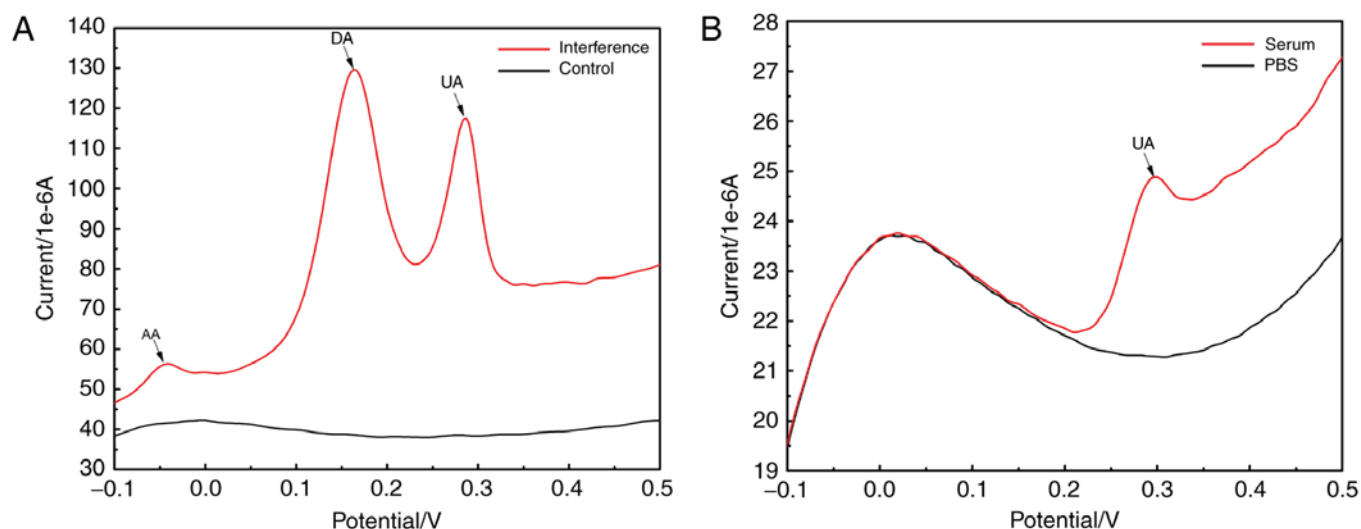 A
140
130
120
110
100
90
80
70
60
50
40
30
Current/1e-6A
DA
UA
AA
Interference
Control
−0.1 0.0 0.1 0.2 0.3 0.4 0.5
Potential/V
B
28
27
26
25
24
23
22
21
20
19
Current/1e-6A
Serum
PBS
UA
−0.1 0.0 0.1 0.2 0.3 0.4 0.5
Potential/V